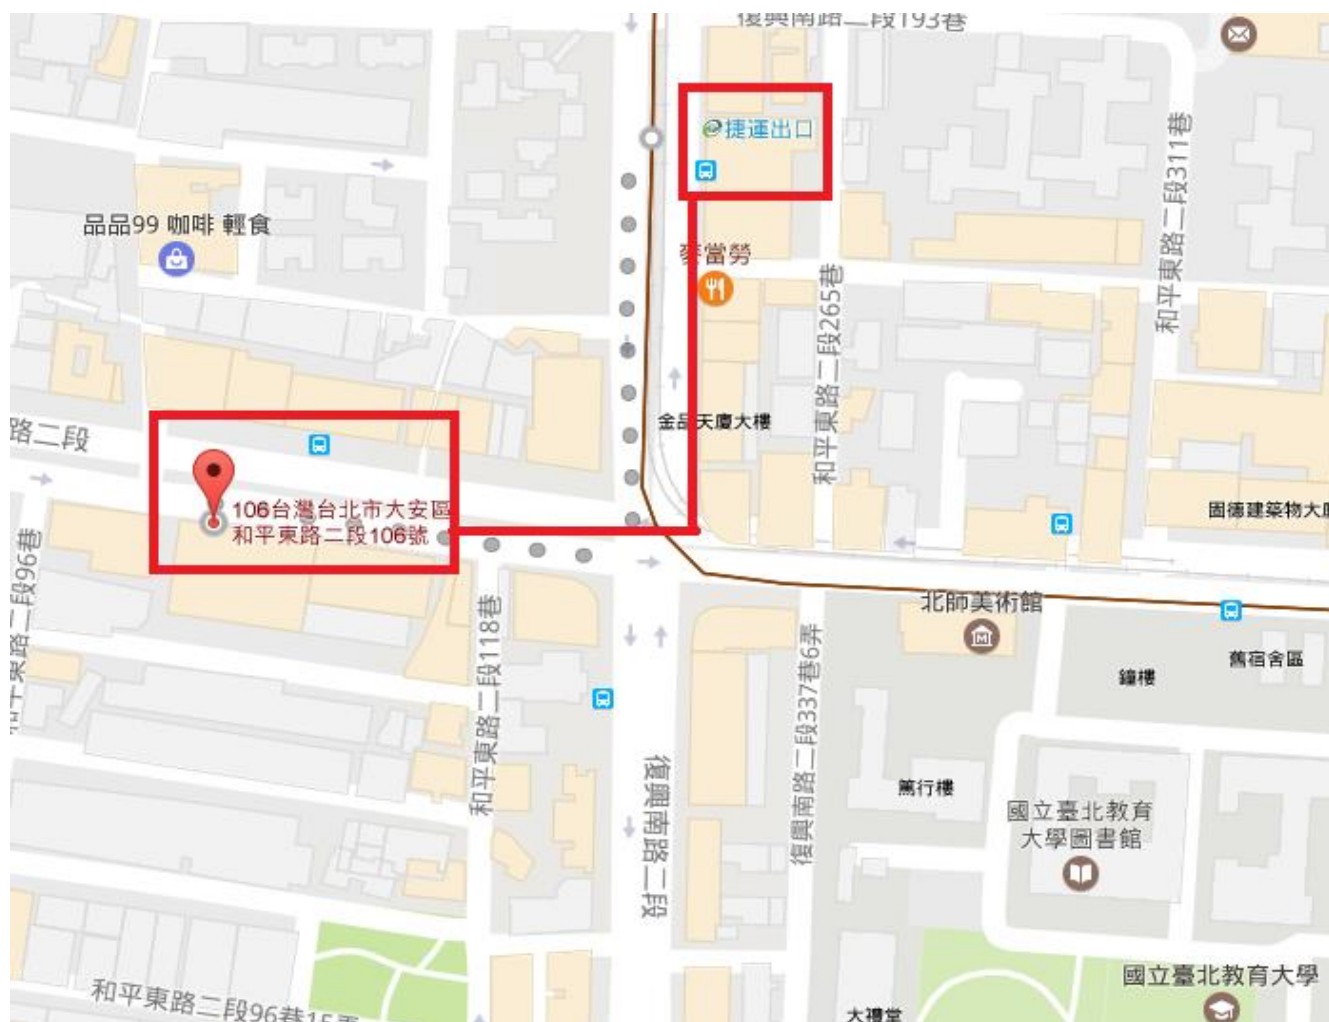 復興南路二段193巷
捷運出口
和平東路二段311巷
品品99 咖啡 輕食
麥當勞
和平東路二段265巷
金品天廈大樓
路二段
106台灣台北市大安區
和平東路二段106號
固德建築物大廈
和平東路二段96巷
北師美術館
和平東路二段118巷
復興南路二段337巷6弄
鐘樓
舊宿舍區
復興南路二段
篤行樓
國立臺北教育
大學圖書館
國立臺北教育大學
和平東路二段96巷15弄
大禮堂